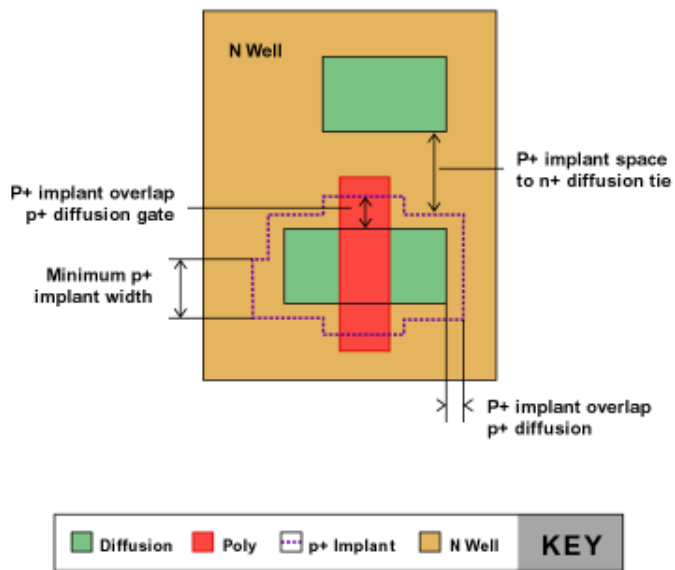 N Well
P+ implant space
to n+ diffusion tie
P+ implant overlap
p+ diffusion gate
Minimum p+
implant width
P+ implant overlap
p+ diffusion
Diffusion
Poly
p+ Implant
N Well
KEY